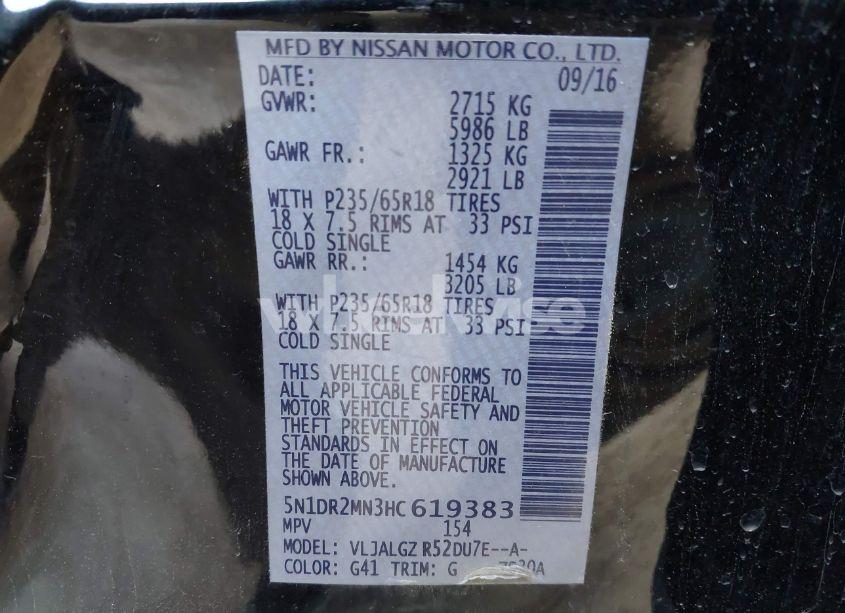 MFD BY NISSAN MOTOR CO., LTD.
DATE: 09/16
GVWR: 2715 KG
5986 LB
GAWR FR.: 1325 KG
2921 LB
WITH P235/65R18 TIRES
18 X 7.5 RIMS AT 33 PSI
COLD SINGLE
GAWR RR.: 1454 KG
3205 LB
WITH P235/65R18 TIRES
18 X 7.5 RIMS AT 33 PSI
COLD SINGLE
THIS VEHICLE CONFORMS TO
ALL APPLICABLE FEDERAL
MOTOR VEHICLE SAFETY AND
THEFT PREVENTION
STANDARDS IN EFFECT ON
THE DATE OF MANUFACTURE
SHOWN ABOVE.
5N1DR2MN3HC 619383
MPV 154
MODEL: VLJALGZ R52DU7E--A-
COLOR: G41 TRIM: G